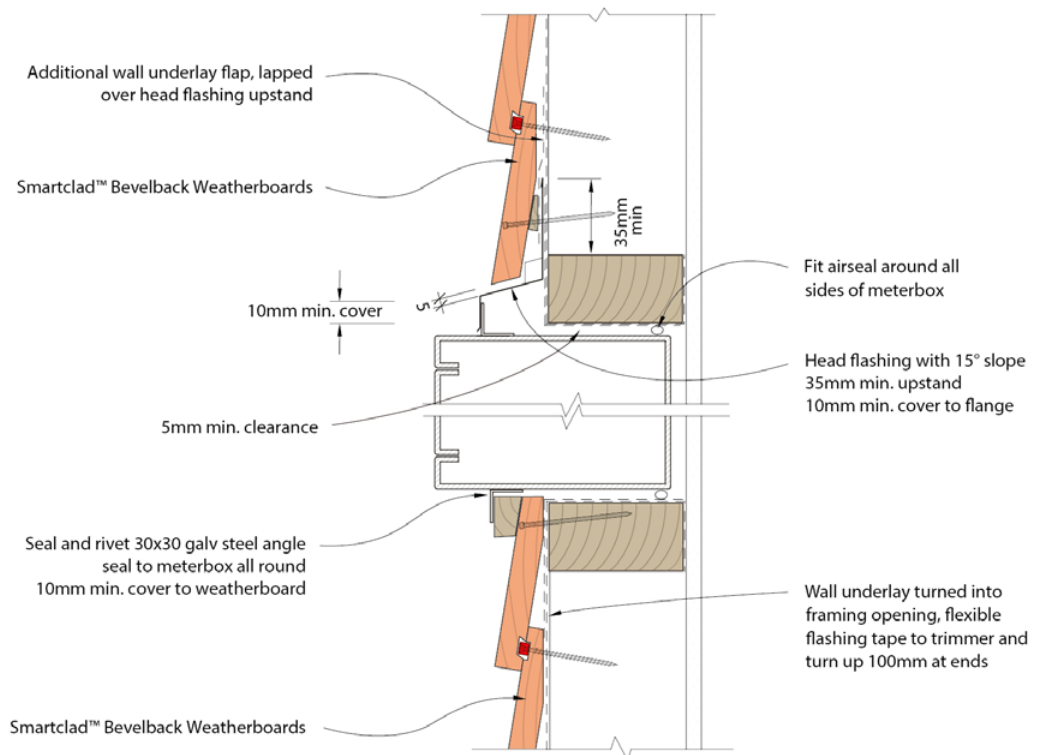 Additional wall underlay flap, lapped
over head flashing upstand
Smartclad™ Bevelback Weatherboards
35mm
min
10mm min. cover
5
5mm min. clearance
Fit airseal around all
sides of meterbox
Head flashing with 15° slope
35mm min. upstand
10mm min. cover to flange
Seal and rivet 30x30 galv steel angle
seal to meterbox all round
10mm min. cover to weatherboard
Wall underlay turned into
framing opening, flexible
flashing tape to trimmer and
turn up 100mm at ends
Smartclad™ Bevelback Weatherboards